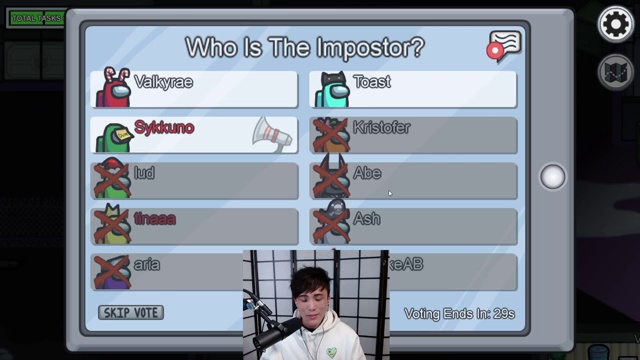 TOTAL TASKS
Who Is The Impostor?
Valkyrae
Toast
Sykkuno
Kristofer
lud
Abe
tinaaa
Ash
aria
keAB
SKIP VOTE
Voting Ends In: 29s